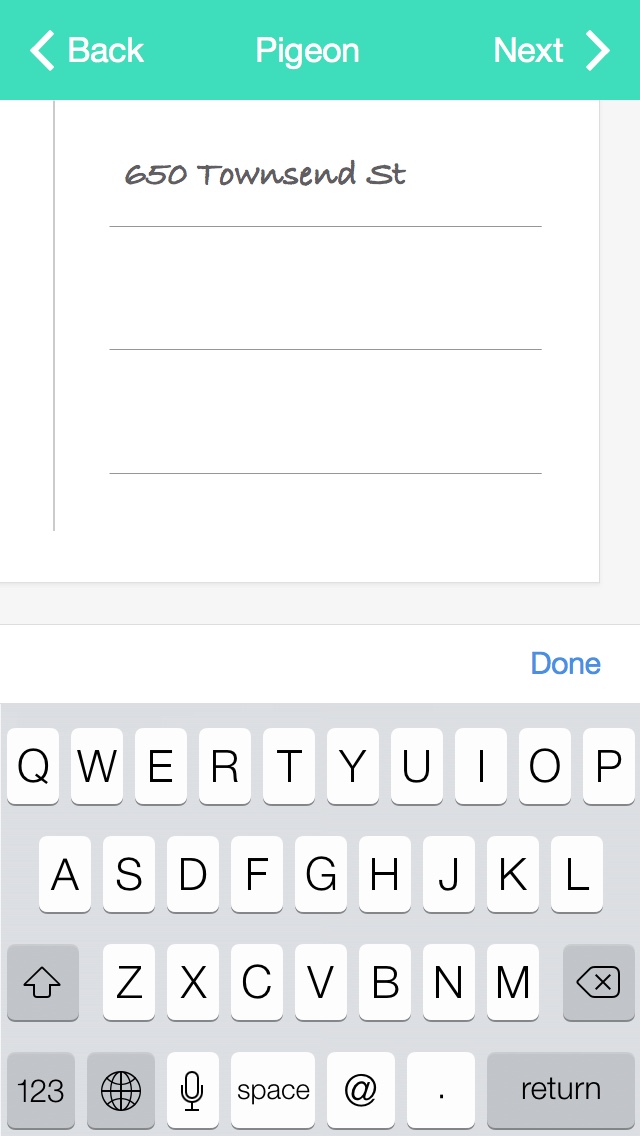 Back Pigeon Next
650 Townsend St
Done
Q W E R T Y U I O P
A S D F G H J K L
Z X C V B N M
123 space @ . return